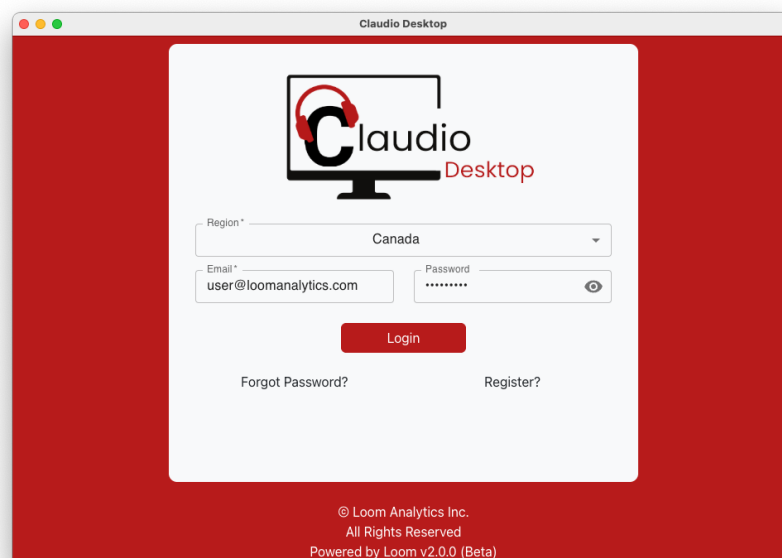 Claudio Desktop
Claudio
Desktop
Region *
Canada
Email *
user@loomanalytics.com
Password
•••••••••
Login
Forgot Password?
Register?
© Loom Analytics Inc.
All Rights Reserved
Powered by Loom v2.0.0 (Beta)